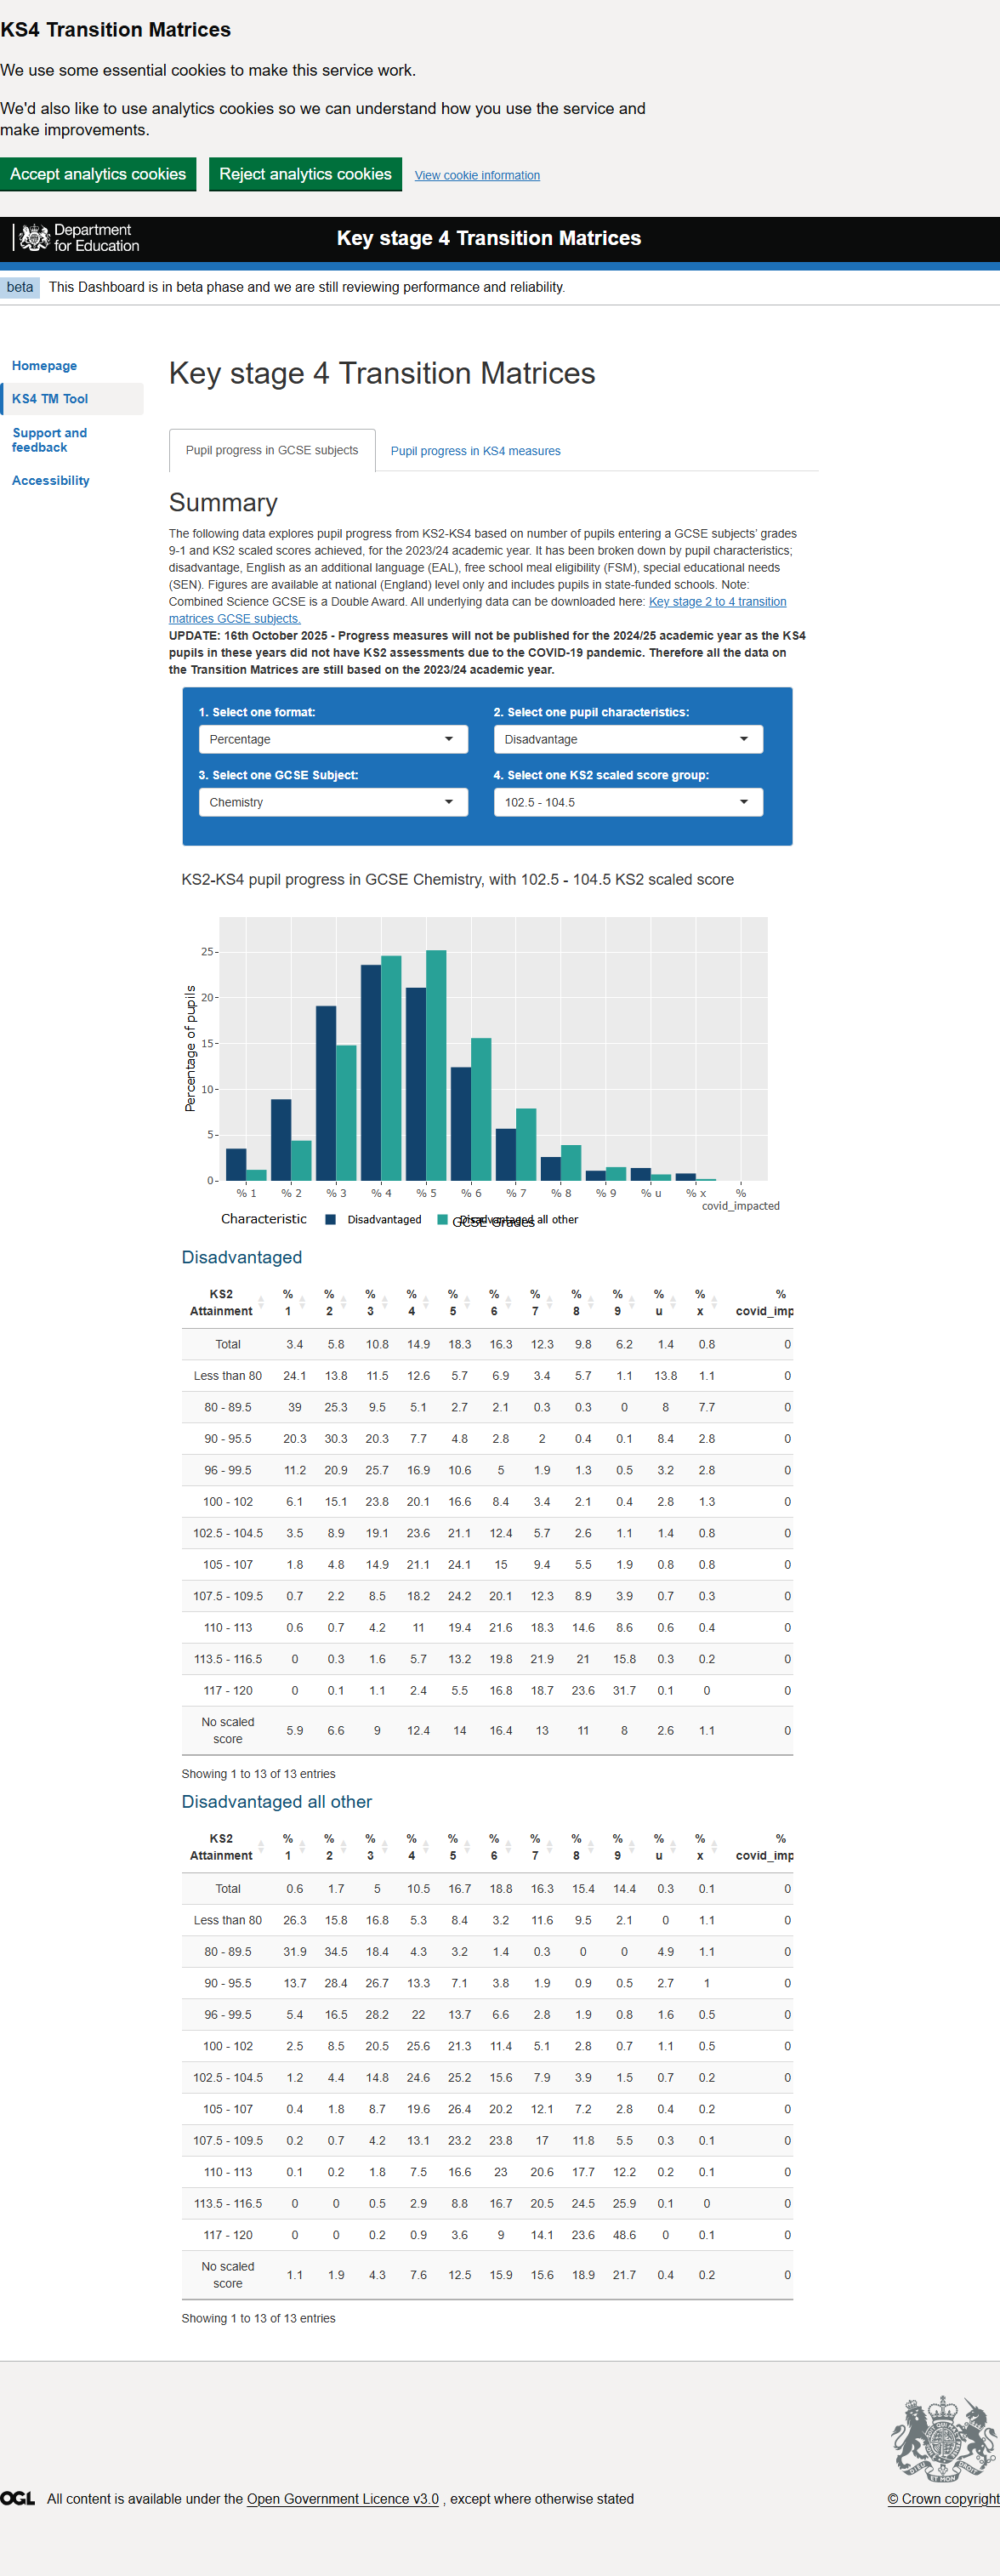 KS4 Transition Matrices
We use some essential cookies to make this service work.
We'd also like to use analytics cookies so we can understand how you use the service and
make improvements.
Accept analytics cookies Reject analytics cookies View cookie information
Department
for Education
Key stage 4 Transition Matrices
beta This Dashboard is in beta phase and we are still reviewing performance and reliability.
Homepage
KS4 TM Tool
Support and
feedback
Accessibility
Key stage 4 Transition Matrices
Pupil progress in GCSE subjects Pupil progress in KS4 measures
Summary
The following data explores pupil progress from KS2-KS4 based on number of pupils entering a GCSE subjects' grades
9-1 and KS2 scaled scores achieved, for the 2023/24 academic year. It has been broken down by pupil characteristics;
disadvantage, English as an additional language (EAL), free school meal eligibility (FSM), special educational needs
(SEN). Figures are available at national (England) level only and includes pupils in state-funded schools. Note:
Combined Science GCSE is a Double Award. All underlying data can be downloaded here: Key stage 2 to 4 transition
matrices GCSE subjects.
UPDATE: 16th October 2025 - Progress measures will not be published for the 2024/25 academic year as the KS4
pupils in these years did not have KS2 assessments due to the COVID-19 pandemic. Therefore all the data on
the Transition Matrices are still based on the 2023/24 academic year.
1. Select one format: 2. Select one pupil characteristics:
Percentage Disadvantage
3. Select one GCSE Subject: 4. Select one KS2 scaled score group:
Chemistry 102.5 - 104.5
KS2-KS4 pupil progress in GCSE Chemistry, with 102.5 - 104.5 KS2 scaled score
Percentage of pupils
25
20
15
10
5
0
% 1 % 2 % 3 % 4 % 5 % 6 % 7 % 8 % 9 % u % x %
covid_impacted
Characteristic Disadvantaged Disadvantaged all other
GCSE Grades
Disadvantaged
KS2 % % % % % % % % % % % %
Attainment 1 2 3 4 5 6 7 8 9 u x covid_imp
Total 3.4 5.8 10.8 14.9 18.3 16.3 12.3 9.8 6.2 1.4 0.8 0
Less than 80 24.1 13.8 11.5 12.6 5.7 6.9 3.4 5.7 1.1 13.8 1.1 0
80 - 89.5 39 25.3 9.5 5.1 2.7 2.1 0.3 0.3 0 8 7.7 0
90 - 95.5 20.3 30.3 20.3 7.7 4.8 2.8 2 0.4 0.1 8.4 2.8 0
96 - 99.5 11.2 20.9 25.7 16.9 10.6 5 1.9 1.3 0.5 3.2 2.8 0
100 - 102 6.1 15.1 23.8 20.1 16.6 8.4 3.4 2.1 0.4 2.8 1.3 0
102.5 - 104.5 3.5 8.9 19.1 23.6 21.1 12.4 5.7 2.6 1.1 1.4 0.8 0
105 - 107 1.8 4.8 14.9 21.1 24.1 15 9.4 5.5 1.9 0.8 0.8 0
107.5 - 109.5 0.7 2.2 8.5 18.2 24.2 20.1 12.3 8.9 3.9 0.7 0.3 0
110 - 113 0.6 0.7 4.2 11 19.4 21.6 18.3 14.6 8.6 0.6 0.4 0
113.5 - 116.5 0 0.3 1.6 5.7 13.2 19.8 21.9 21 15.8 0.3 0.2 0
117 - 120 0 0.1 1.1 2.4 5.5 16.8 18.7 23.6 31.7 0.1 0 0
No scaled
score 5.9 6.6 9 12.4 14 16.4 13 11 8 2.6 1.1 0
Showing 1 to 13 of 13 entries
Disadvantaged all other
KS2 % % % % % % % % % % % %
Attainment 1 2 3 4 5 6 7 8 9 u x covid_imp
Total 0.6 1.7 5 10.5 16.7 18.8 16.3 15.4 14.4 0.3 0.1 0
Less than 80 26.3 15.8 16.8 5.3 8.4 3.2 11.6 9.5 2.1 0 1.1 0
80 - 89.5 31.9 34.5 18.4 4.3 3.2 1.4 0.3 0 0 4.9 1.1 0
90 - 95.5 13.7 28.4 26.7 13.3 7.1 3.8 1.9 0.9 0.5 2.7 1 0
96 - 99.5 5.4 16.5 28.2 22 13.7 6.6 2.8 1.9 0.8 1.6 0.5 0
100 - 102 2.5 8.5 20.5 25.6 21.3 11.4 5.1 2.8 0.7 1.1 0.5 0
102.5 - 104.5 1.2 4.4 14.8 24.6 25.2 15.6 7.9 3.9 1.5 0.7 0.2 0
105 - 107 0.4 1.8 8.7 19.6 26.4 20.2 12.1 7.2 2.8 0.4 0.2 0
107.5 - 109.5 0.2 0.7 4.2 13.1 23.2 23.8 17 11.8 5.5 0.3 0.1 0
110 - 113 0.1 0.2 1.8 7.5 16.6 23 20.6 17.7 12.2 0.2 0.1 0
113.5 - 116.5 0 0 0.5 2.9 8.8 16.7 20.5 24.5 25.9 0.1 0 0
117 - 120 0 0 0.2 0.9 3.6 9 14.1 23.6 48.6 0 0.1 0
No scaled
score 1.1 1.9 4.3 7.6 12.5 15.9 15.6 18.9 21.7 0.4 0.2 0
Showing 1 to 13 of 13 entries
OGL All content is available under the Open Government Licence v3.0 , except where otherwise stated
© Crown copyright